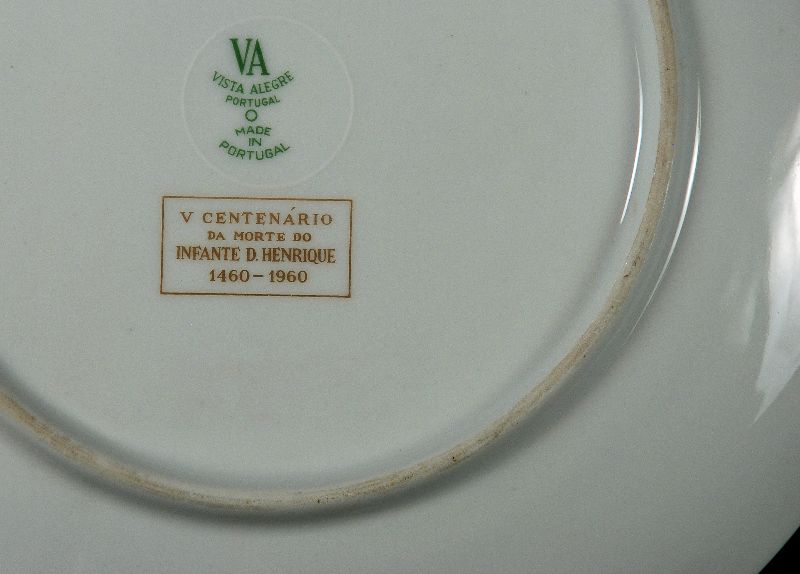 VA
VISTA ALEGRE
PORTUGAL
MADE
IN
PORTUGAL
V CENTENÁRIO
DA MORTE DO
INFANTE D. HENRIQUE
1460-1960